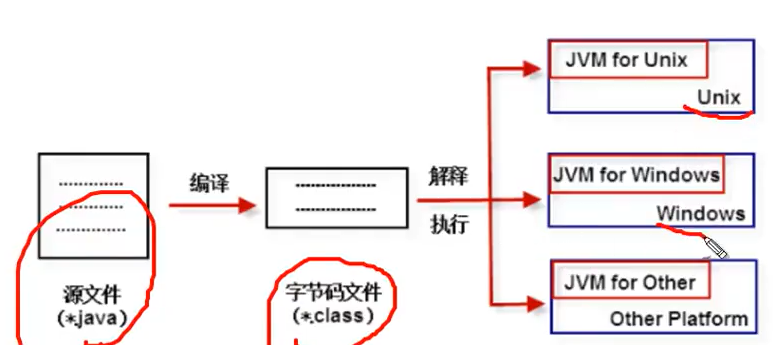 JVM for Unix
Unix
编译
解释
执行
JVM for Windows
Windows
源文件
(*.java)
字节码文件
(*.class)
JVM for Other
Other Platform